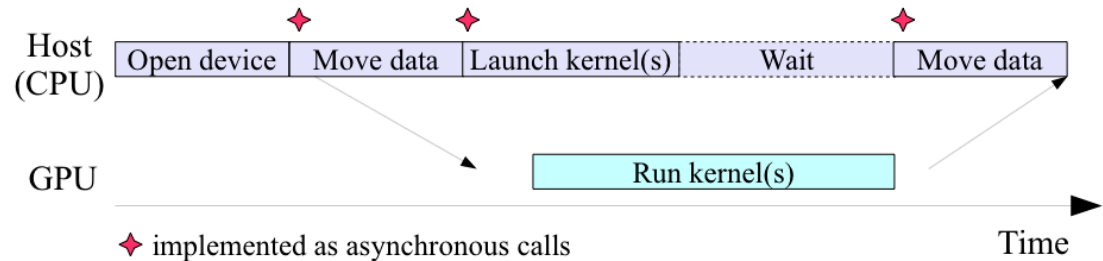 Host
(CPU)
Open device
Move data
Launch kernel(s)
Wait
Move data
GPU
Run kernel(s)
implemented as asynchronous calls
Time